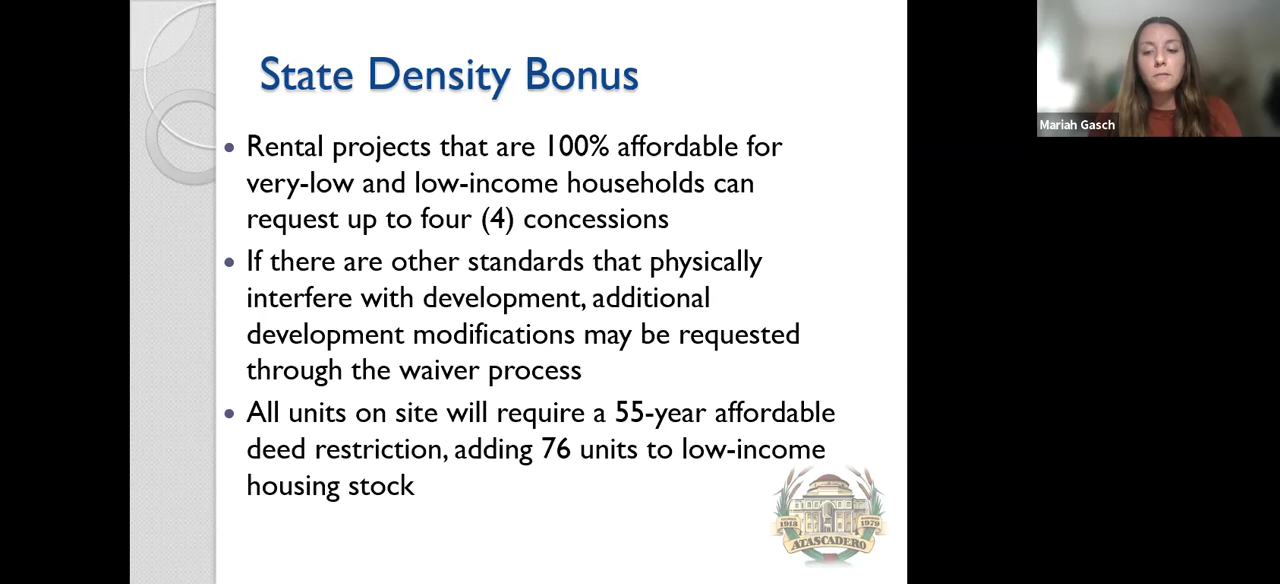 State Density Bonus
Mariah Gasch
• Rental projects that are 100% affordable for
very-low and low-income households can
request up to four (4) concessions
• If there are other standards that physically
interfere with development, additional
development modifications may be requested
through the waiver process
• All units on site will require a 55-year affordable
deed restriction, adding 76 units to low-income
housing stock
1913
1979
ATASCADERO